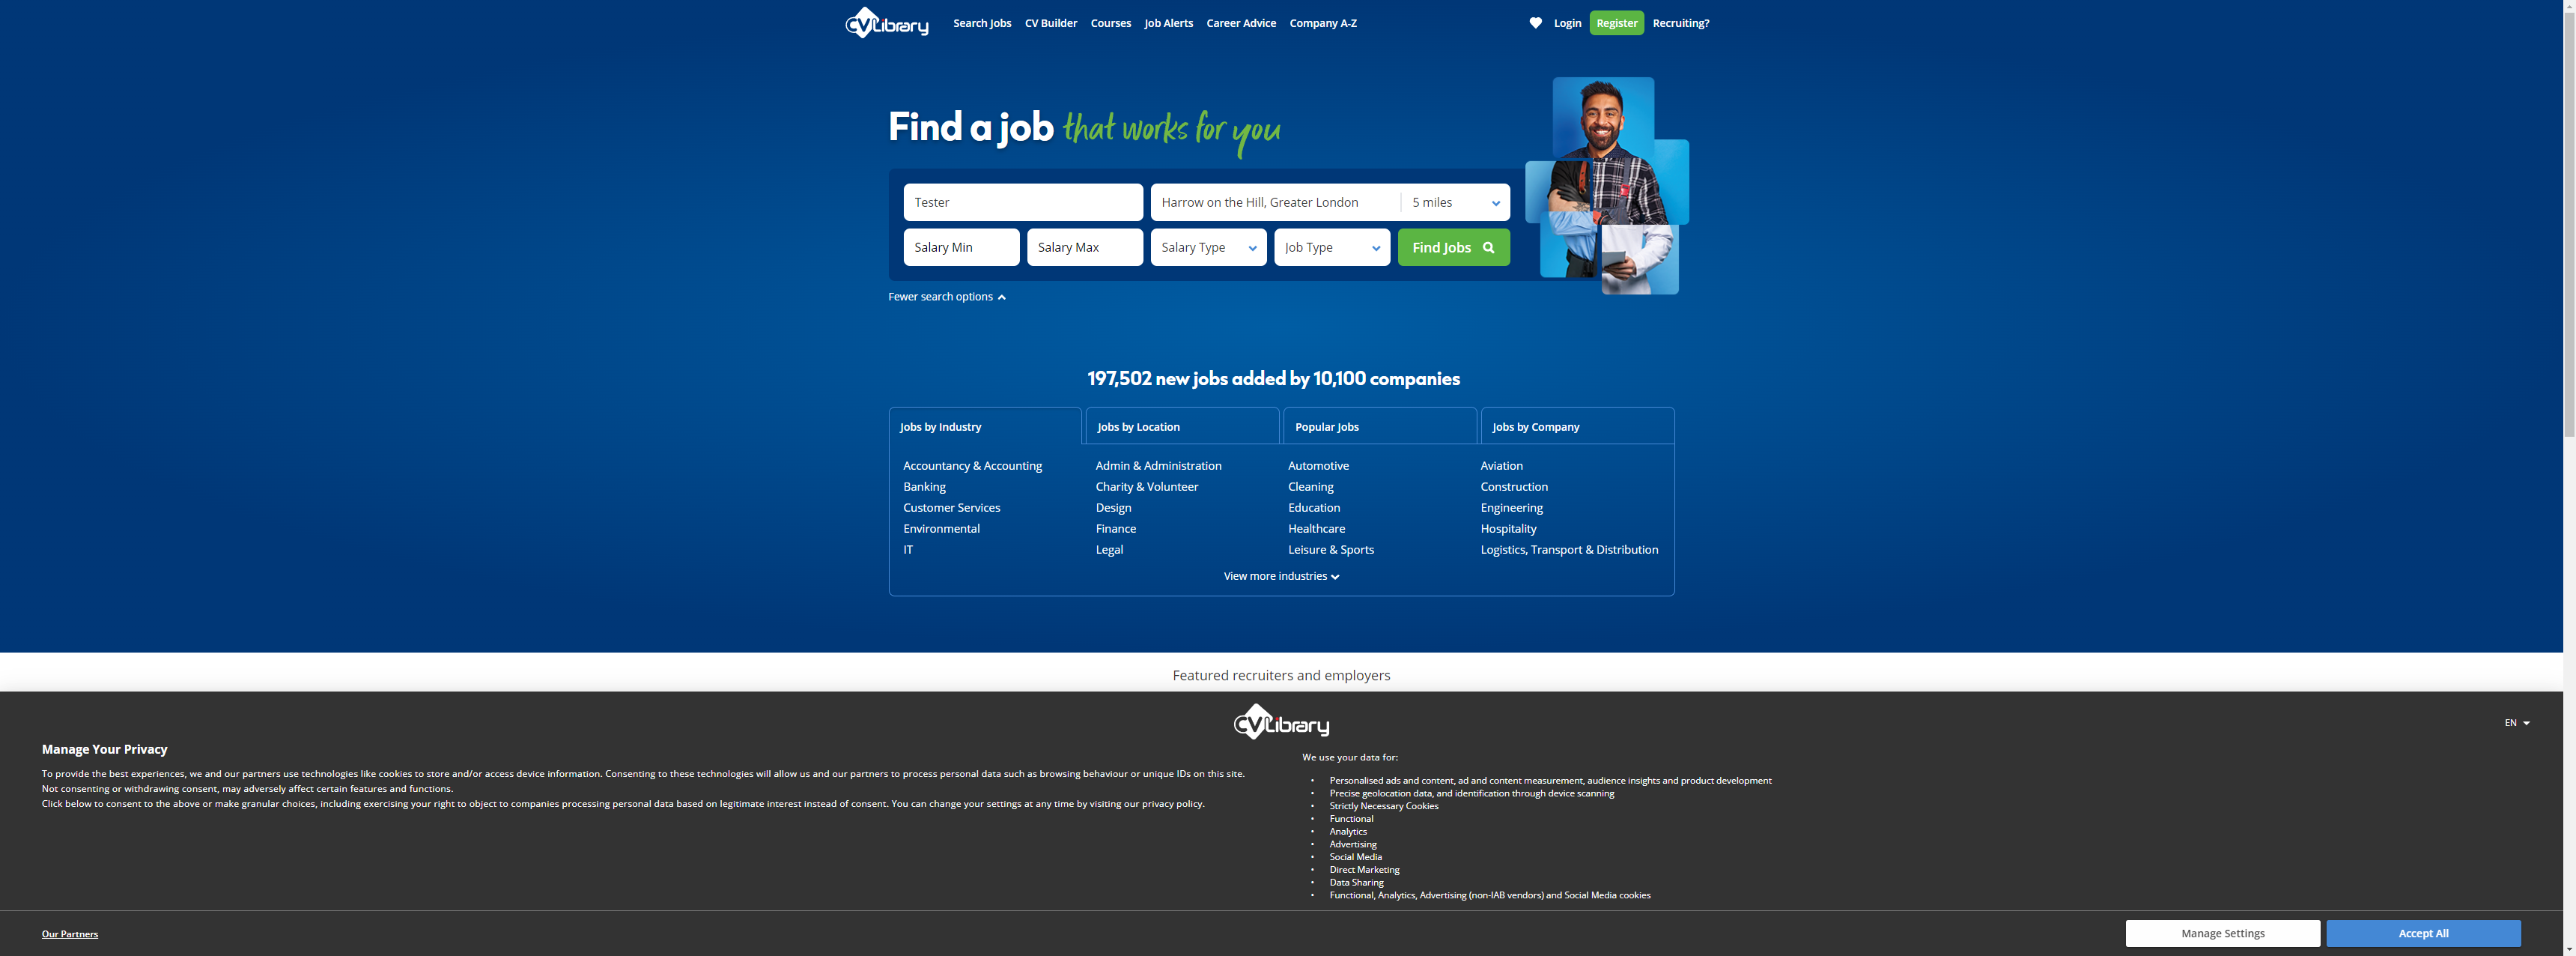 CV Library
Search Jobs CV Builder Courses Job Alerts Career Advice Company A-Z
Login Register Recruiting?
Find a job that works for you
Tester Harrow on the Hill, Greater London 5 miles
Salary Min Salary Max Salary Type Job Type Find Jobs
Fewer search options
197,502 new jobs added by 10,100 companies
Jobs by Industry Jobs by Location Popular Jobs Jobs by Company
Accountancy & Accounting Admin & Administration Automotive Aviation
Banking Charity & Volunteer Cleaning Construction
Customer Services Design Education Engineering
Environmental Finance Healthcare Hospitality
IT Legal Leisure & Sports Logistics, Transport & Distribution
View more industries
Featured recruiters and employers
CV Library
EN
Manage Your Privacy
To provide the best experiences, we and our partners use technologies like cookies to store and/or access device information. Consenting to these technologies will allow us and our partners to process personal data such as browsing behaviour or unique IDs on this site.
Not consenting or withdrawing consent, may adversely affect certain features and functions.
Click below to consent to the above or make granular choices, including exercising your right to object to companies processing personal data based on legitimate interest instead of consent. You can change your settings at any time by visiting our privacy policy.
We use your data for:
• Personalised ads and content, ad and content measurement, audience insights and product development
• Precise geolocation data, and identification through device scanning
• Strictly Necessary Cookies
• Functional
• Analytics
• Advertising
• Social Media
• Direct Marketing
• Data Sharing
• Functional, Analytics, Advertising (non-IAB vendors) and Social Media cookies
Our Partners
Manage Settings Accept All